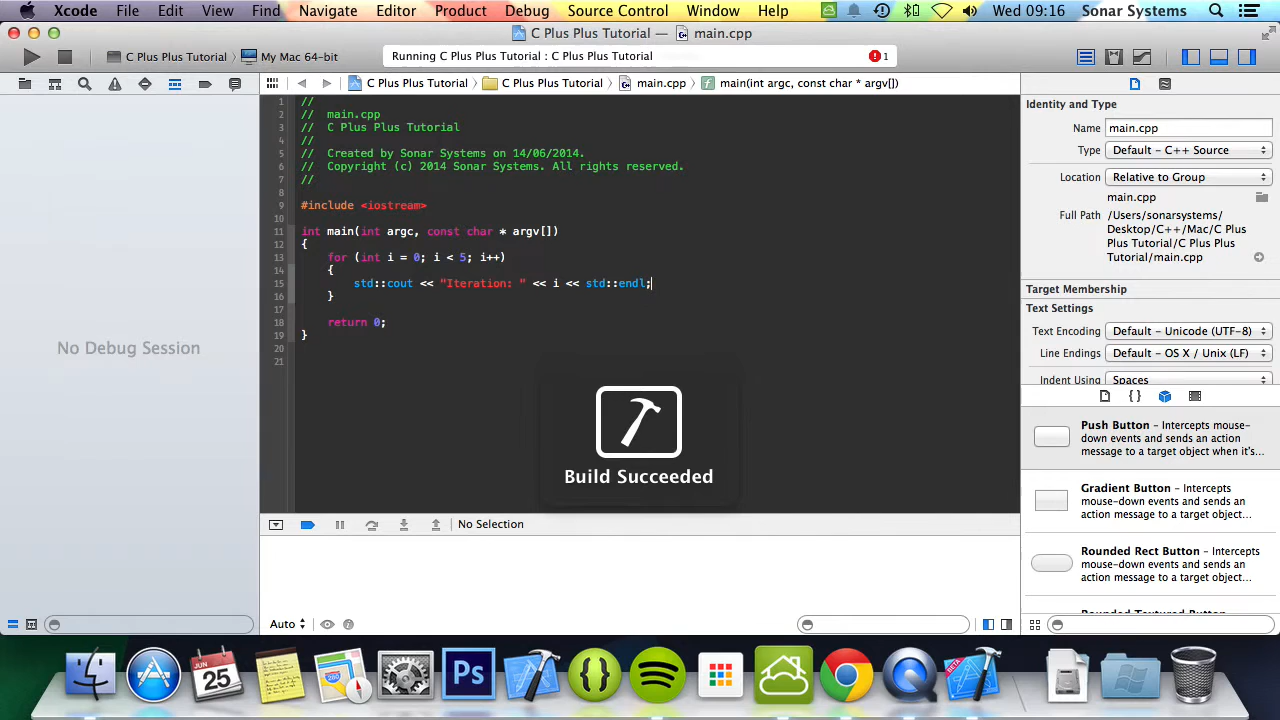 Xcode File Edit View Find Navigate Editor Product Debug Source Control Window Help Wed 09:16 Sonar Systems
C Plus Plus Tutorial — main.cpp
C Plus Plus Tutorial My Mac 64-bit Running C Plus Plus Tutorial : C Plus Plus Tutorial 1
C Plus Plus Tutorial C Plus Plus Tutorial main.cpp main(int argc, const char * argv[])
No Debug Session
1 //
2 // main.cpp
3 // C Plus Plus Tutorial
4 //
5 // Created by Sonar Systems on 14/06/2014.
6 // Copyright (c) 2014 Sonar Systems. All rights reserved.
7 //
8
9 #include <iostream>
10
11 int main(int argc, const char * argv[])
12 {
13 for (int i = 0; i < 5; i++)
14 {
15 std::cout << "Iteration: " << i << std::endl;
16 }
17
18 return 0;
19 }
20
21
Build Succeeded
No Selection
Auto
Identity and Type
Name main.cpp
Type Default - C++ Source
Location Relative to Group
main.cpp
Full Path /Users/sonarsystems/
Desktop/C++/Mac/C Plus
Plus Tutorial/C Plus Plus
Tutorial/main.cpp
Target Membership
Text Settings
Text Encoding Default - Unicode (UTF-8)
Line Endings Default - OS X / Unix (LF)
Indent Using Spaces
Push Button - Intercepts mouse-
down events and sends an action
message to a target object when it's...
Gradient Button - Intercepts
mouse-down events and sends an
action message to a target object...
Rounded Rect Button - Intercepts
mouse-down events and sends an
action message to a target object...
Rounded Textured Button
JUN
25
Ps
BETA